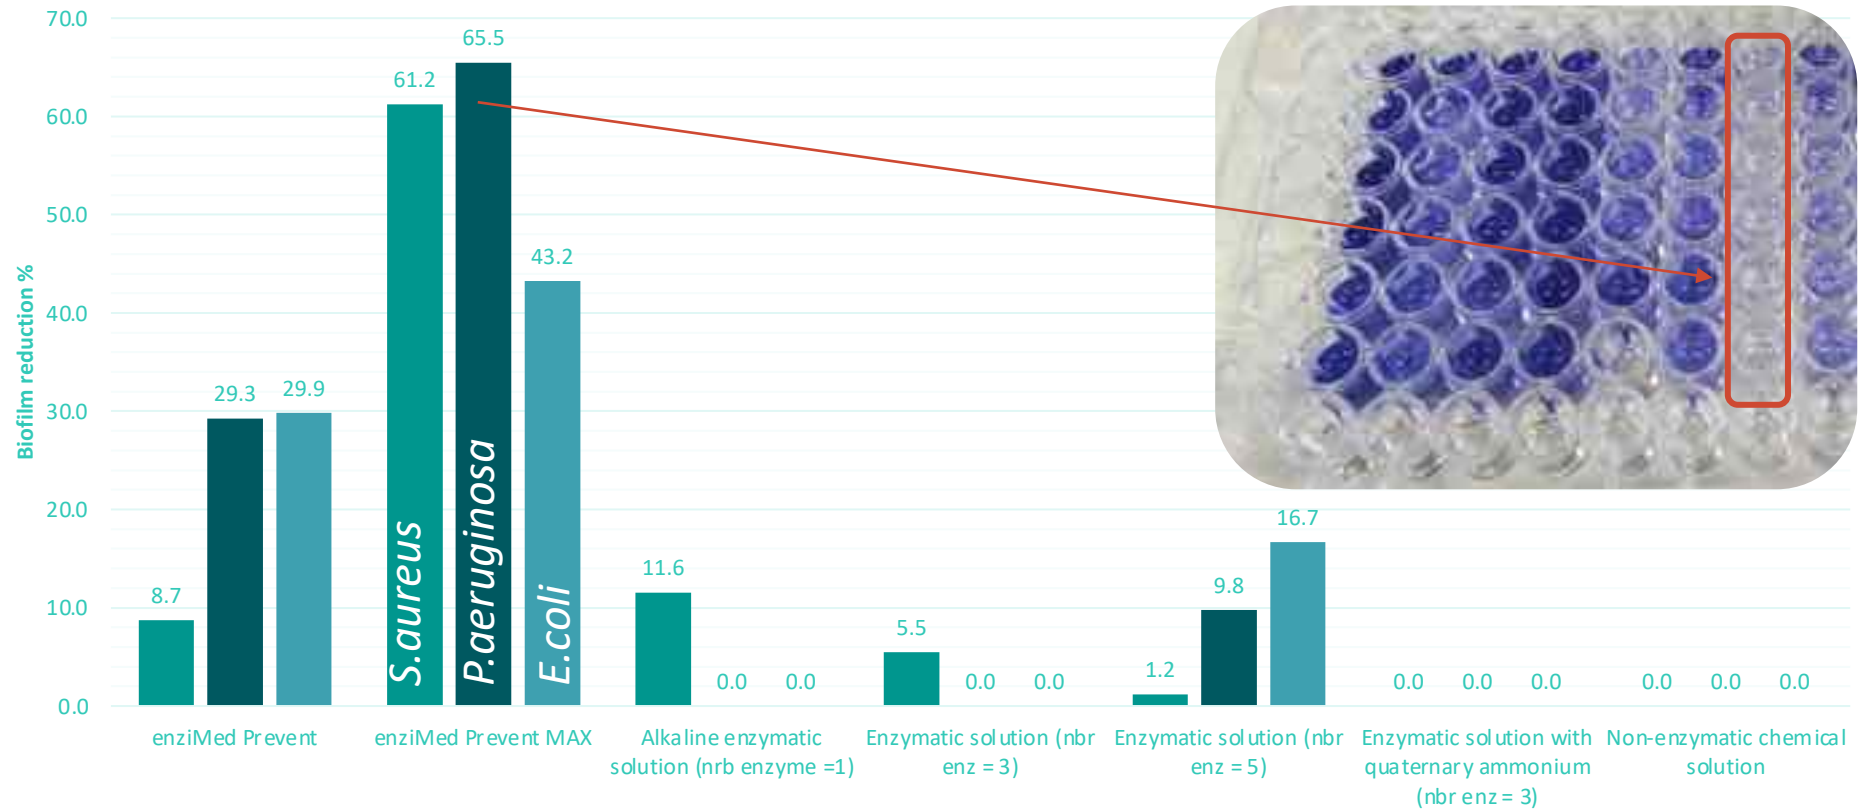 70.0
60.0
50.0
40.0
30.0
20.0
10.0
0.0
Biofilm reduction %
8.7
29.3
29.9
61.2
65.5
43.2
11.6
0.0
0.0
5.5
0.0
0.0
1.2
9.8
16.7
0.0
0.0
0.0
0.0
0.0
0.0
S.aureus
P.aeruginosa
E.coli
enziMed Prevent
enziMed Prevent MAX
Alkaline enzymatic
solution (nrb enzyme =1)
Enzymatic solution (nbr
enz = 3)
Enzymatic solution (nbr
enz = 5)
Enzymatic solution with
quaternary ammonium
(nbr enz = 3)
Non-enzymatic chemical
solution